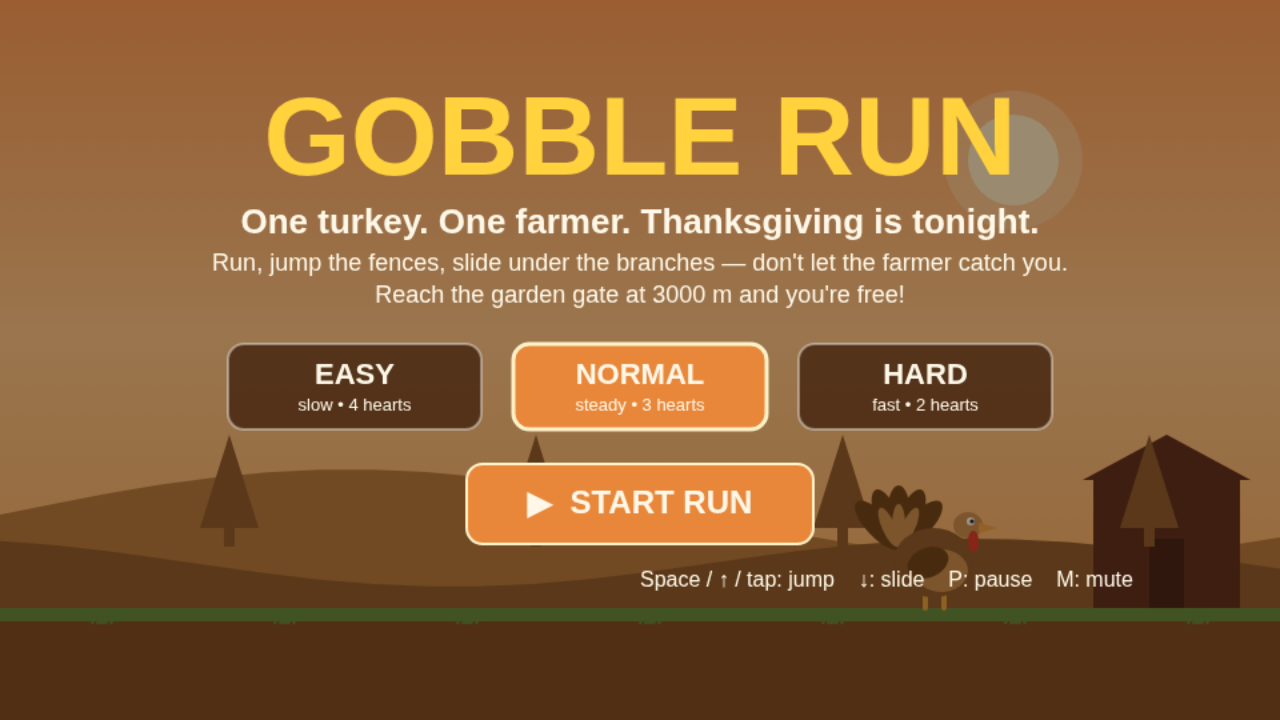 GOBBLE RUN
One turkey. One farmer. Thanksgiving is tonight.
Run, jump the fences, slide under the branches — don't let the farmer catch you.
Reach the garden gate at 3000 m and you're free!
EASY
slow • 4 hearts
NORMAL
steady • 3 hearts
HARD
fast • 2 hearts
▶ START RUN
Space / ↑ / tap: jump ↓: slide P: pause M: mute